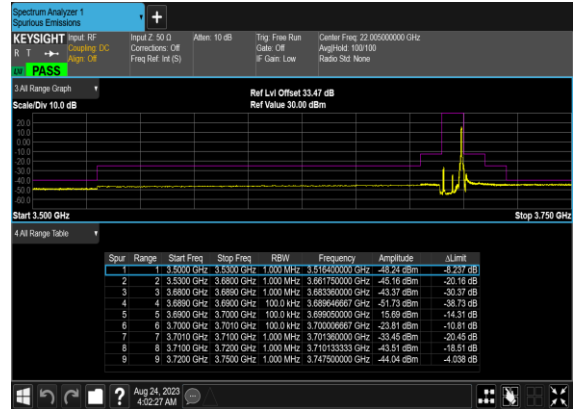 Spectrum Analyzer 1
Spurious Emissions
KEYSIGHT
R T
Input: RF
Coupling: DC
Align: Off
Input Z: 50 Ω
Corrections: Off
Freq Ref: Int (S)
Atten: 10 dB
Trig: Free Run
Gate: Off
IF Gain: Low
Center Freq: 22.005000000 GHz
Avg|Hold: 100/100
Radio Std: None
PASS
3 All Range Graph
Scale/Div 10.0 dB
Ref Lvl Offset 33.47 dB
Ref Value 30.00 dBm
20.0
10.0
0.0
-10.0
-20.0
-30.0
-40.0
-50.0
-60.0
Start 3.500 GHz
Stop 3.750 GHz
4 All Range Table
Spur Range Start Freq Stop Freq RBW Frequency Amplitude ΔLimit
1 1 3.5000 GHz 3.5300 GHz 1.000 MHz 3.516400000 GHz -48.24 dBm -8.237 dB
2 2 3.5300 GHz 3.6800 GHz 1.000 MHz 3.661750000 GHz -45.16 dBm -20.16 dB
3 3 3.6800 GHz 3.6890 GHz 1.000 MHz 3.683360000 GHz -43.37 dBm -30.37 dB
4 4 3.6890 GHz 3.6900 GHz 100.0 kHz 3.689646667 GHz -51.73 dBm -38.73 dB
5 5 3.6900 GHz 3.7000 GHz 100.0 kHz 3.699050000 GHz 15.69 dBm -14.31 dB
6 6 3.7000 GHz 3.7010 GHz 100.0 kHz 3.700006667 GHz -23.81 dBm -10.81 dB
7 7 3.7010 GHz 3.7100 GHz 1.000 MHz 3.701360000 GHz -33.45 dBm -20.45 dB
8 8 3.7100 GHz 3.7200 GHz 1.000 MHz 3.710133333 GHz -43.51 dBm -18.51 dB
9 9 3.7200 GHz 3.7500 GHz 1.000 MHz 3.747500000 GHz -44.04 dBm -4.038 dB
Aug 24, 2023
4:02:27 AM